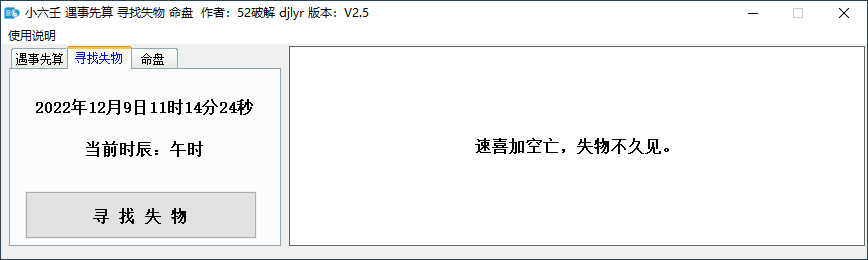 小六壬 遇事先算 寻找失物 命盘 作者：52破解 djlyr 版本：V2.5
使用说明
遇事先算 寻找失物 命盘
2022年12月9日11时14分24秒
当前时辰：午时
寻 找 失 物
速喜加空亡，失物不久见。